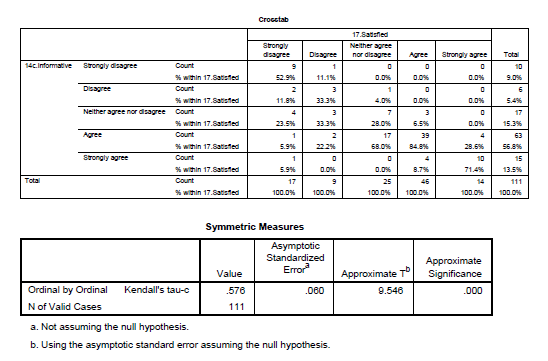 Crosstab
17.Satisfied
Strongly disagree Disagree Neither agree nor disagree Agree Strongly agree Total
14c.Informative Strongly disagree Count 9 1 0 0 0 10
% within 17.Satisfied 52.9% 11.1% 0.0% 0.0% 0.0% 9.0%
Disagree Count 2 3 1 0 0 6
% within 17.Satisfied 11.8% 33.3% 4.0% 0.0% 0.0% 5.4%
Neither agree nor disagree Count 4 3 7 3 0 17
% within 17.Satisfied 23.5% 33.3% 28.0% 6.5% 0.0% 15.3%
Agree Count 1 2 17 39 4 63
% within 17.Satisfied 5.9% 22.2% 68.0% 84.8% 28.6% 56.8%
Strongly agree Count 1 0 0 4 10 15
% within 17.Satisfied 5.9% 0.0% 0.0% 8.7% 71.4% 13.5%
Total Count 17 9 25 46 14 111
% within 17.Satisfied 100.0% 100.0% 100.0% 100.0% 100.0% 100.0%
Symmetric Measures
Value Asymptotic Standardized Error^a Approximate T^b Approximate Significance
Ordinal by Ordinal Kendall's tau-c .576 .060 9.546 .000
N of Valid Cases 111
a. Not assuming the null hypothesis.
b. Using the asymptotic standard error assuming the null hypothesis.